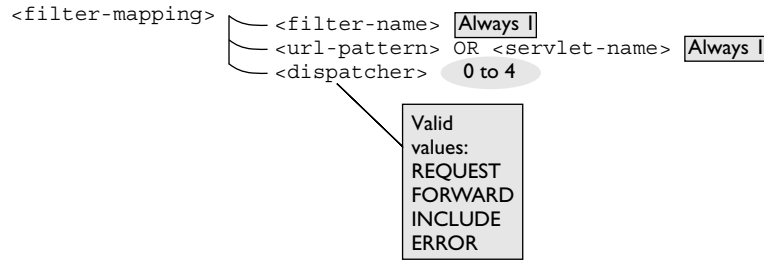 <filter-mapping>
<filter-name> Always 1
<url-pattern> OR <servlet-name> Always 1
<dispatcher> 0 to 4
Valid
values:
REQUEST
FORWARD
INCLUDE
ERROR